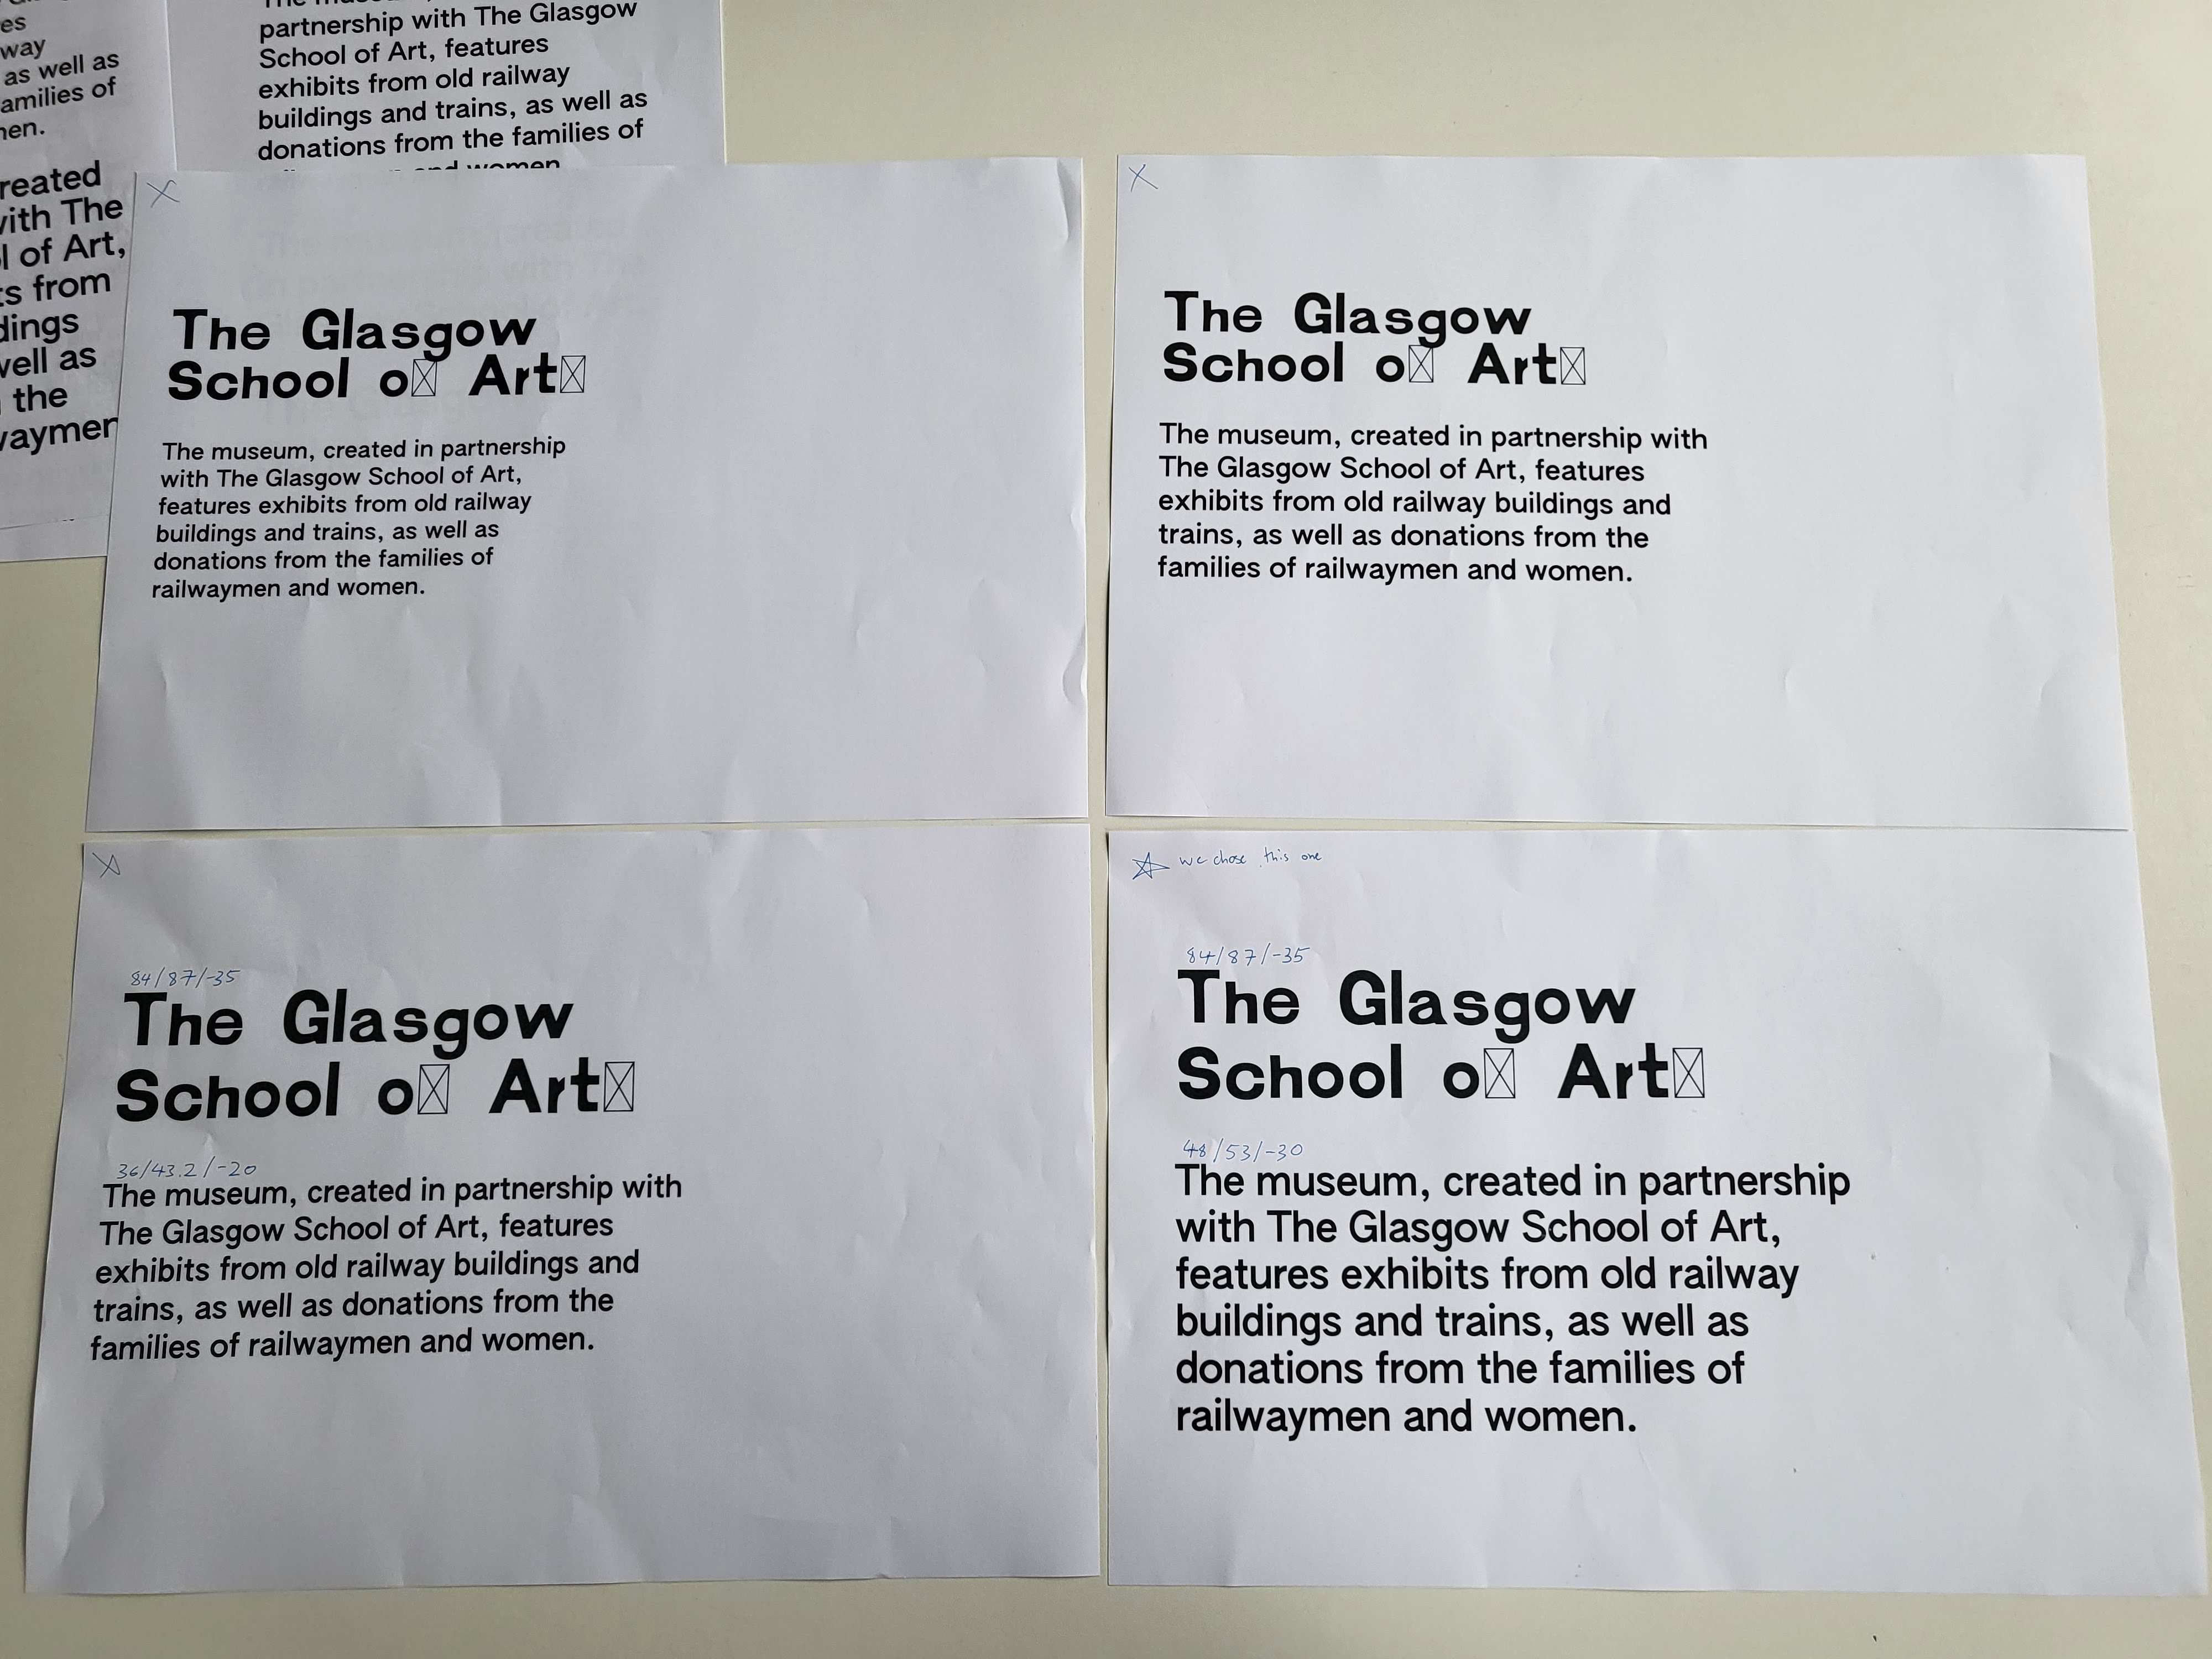 es
way
as well as
amilies of
en.
reated
with The
l of Art,
ts from
dings
well as
the
waymen
partnership with The Glasgow
School of Art, features
exhibits from old railway
buildings and trains, as well as
donations from the families of
and women
The Glasgow
School o☒ Art☒
The museum, created in partnership
with The Glasgow School of Art,
features exhibits from old railway
buildings and trains, as well as
donations from the families of
railwaymen and women.
The Glasgow
School o☒ Art☒
The museum, created in partnership with
The Glasgow School of Art, features
exhibits from old railway buildings and
trains, as well as donations from the
families of railwaymen and women.
84/87/-35
The Glasgow
School o☒ Art☒
36/43.2/-20
The museum, created in partnership with
The Glasgow School of Art, features
exhibits from old railway buildings and
trains, as well as donations from the
families of railwaymen and women.
we chose this one
84/87/-35
The Glasgow
School o☒ Art☒
48/53/-30
The museum, created in partnership
with The Glasgow School of Art,
features exhibits from old railway
buildings and trains, as well as
donations from the families of
railwaymen and women.